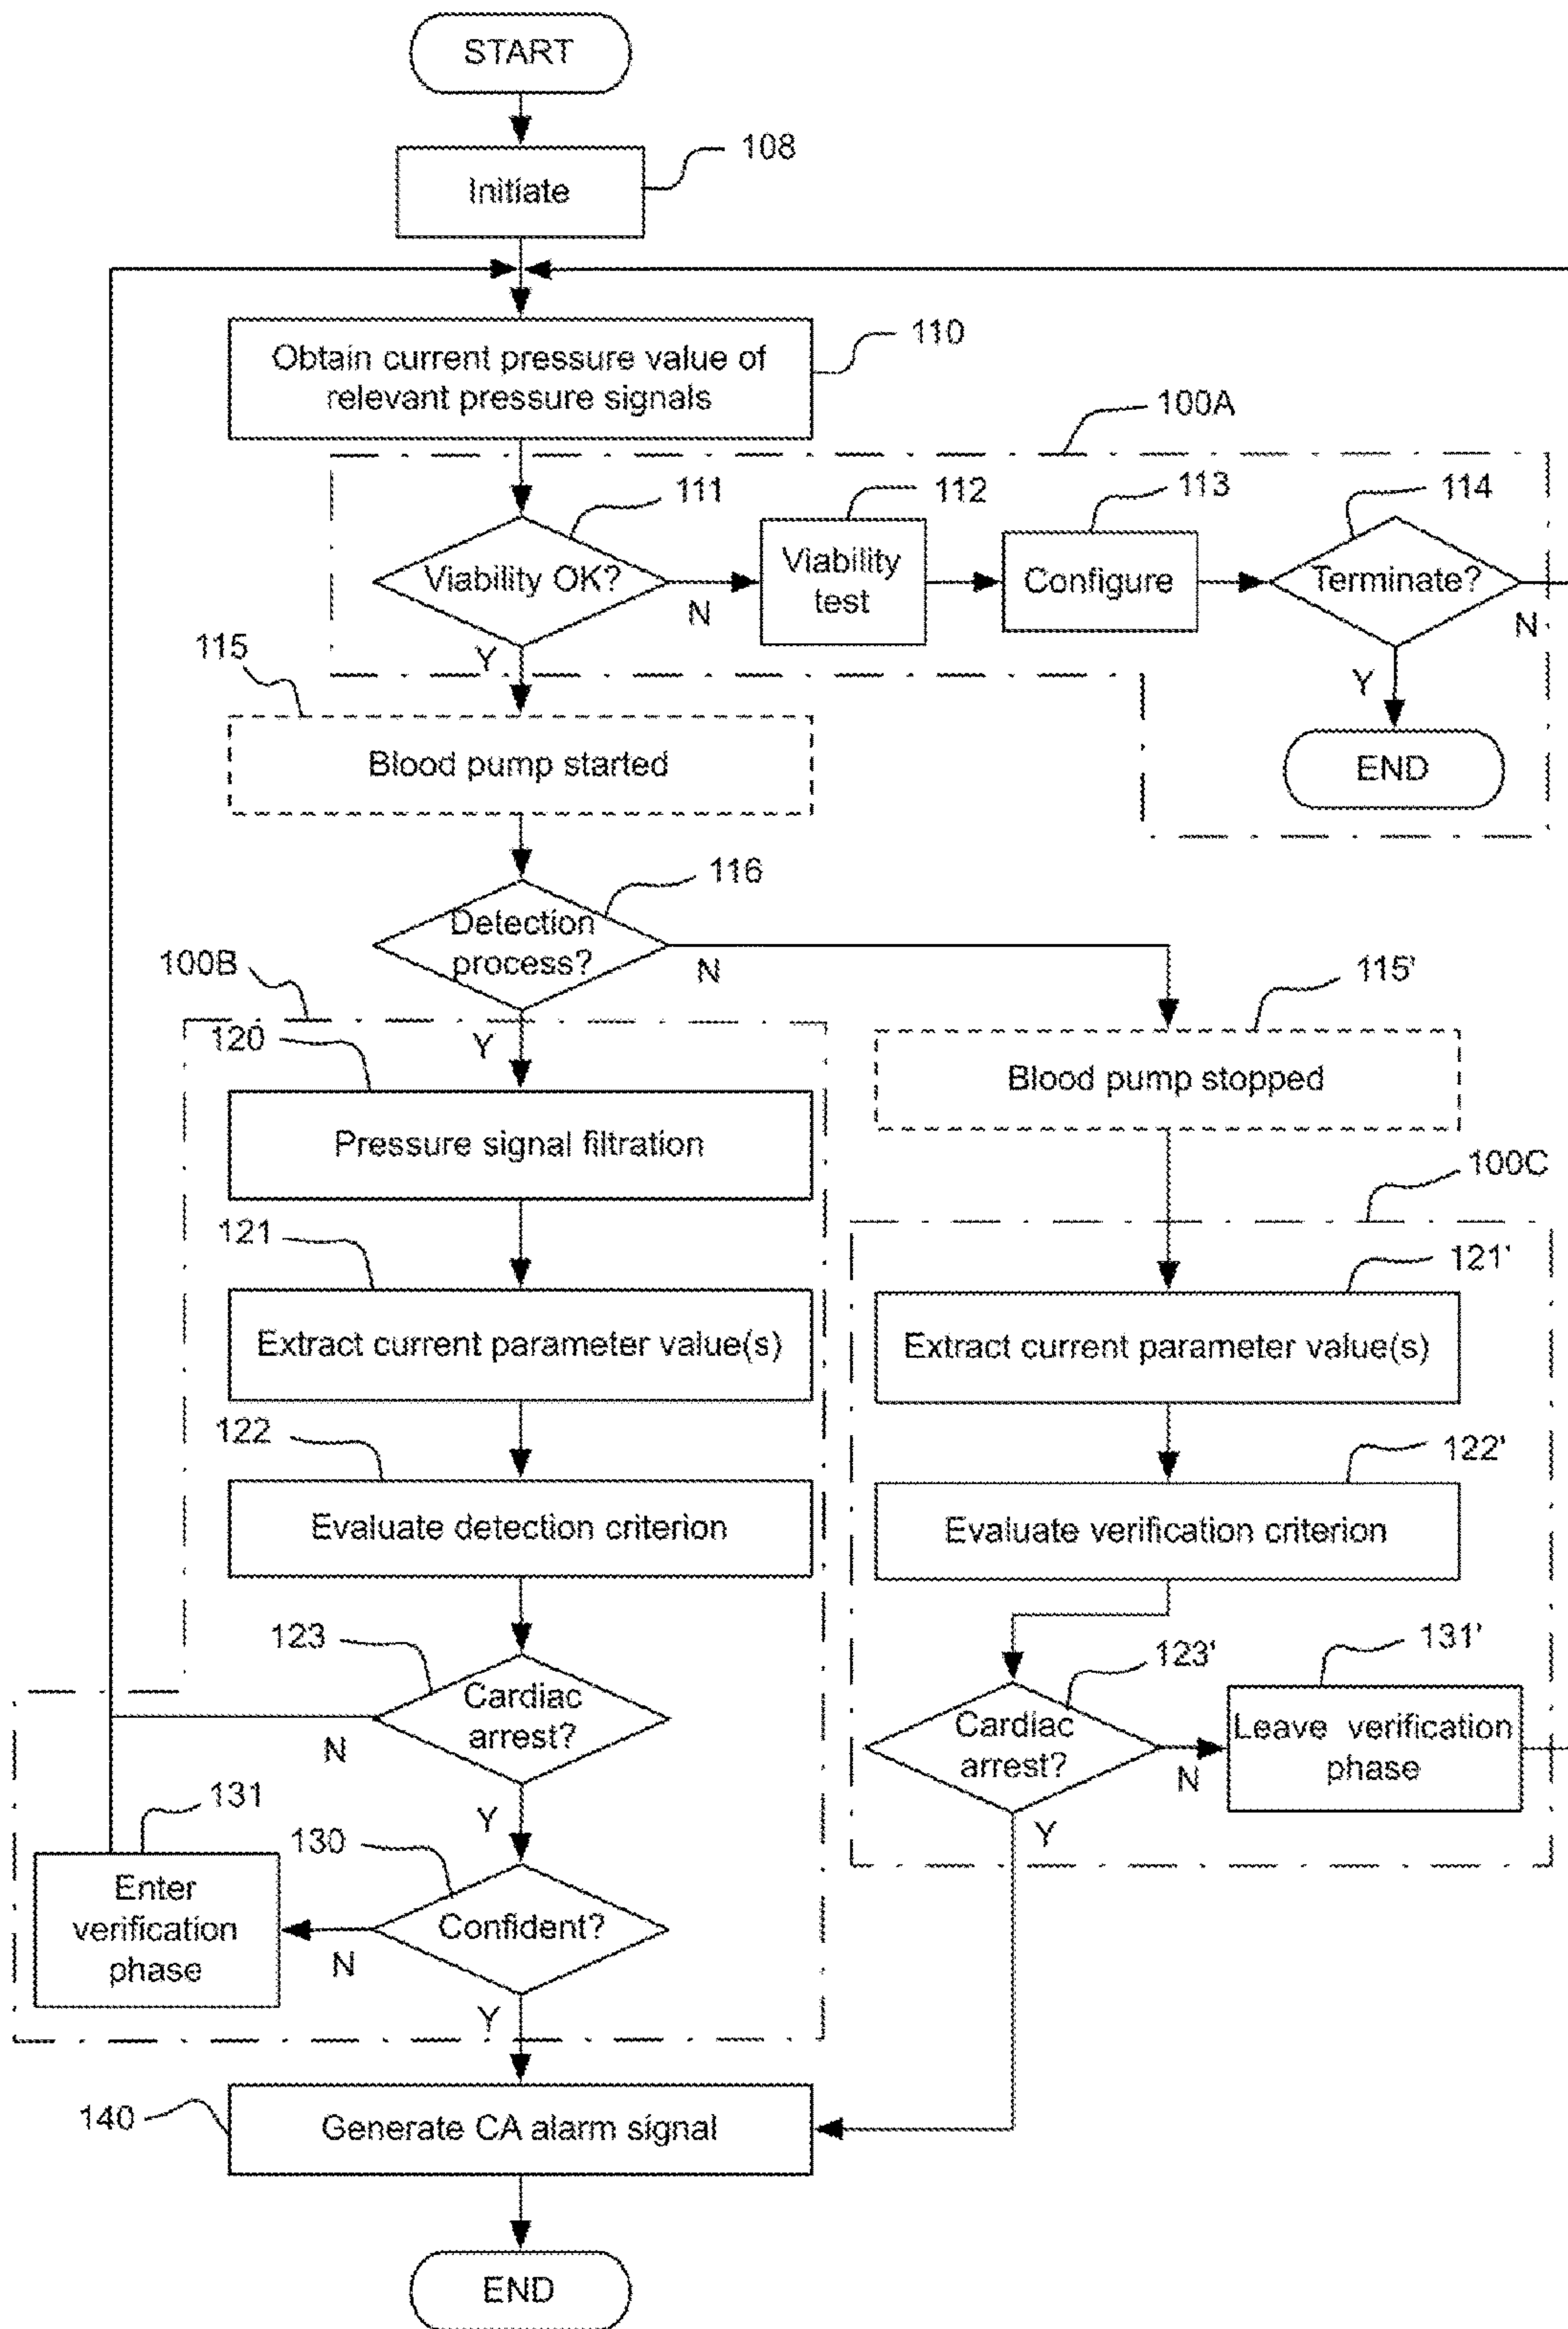 START
108
Initiate
110
Obtain current pressure value of
relevant pressure signals
100A
111
112
113
114
Viability OK?
N
Viability
test
Configure
Terminate?
N
Y
115
Y
END
Blood pump started
116
Detection
process?
N
100B
115'
120
Y
Blood pump stopped
Pressure signal filtration
100C
121
121'
Extract current parameter value(s)
Extract current parameter value(s)
122
122'
Evaluate detection criterion
Evaluate verification criterion
123
123'
131'
Cardiac
arrest?
N
Y
Cardiac
arrest?
N
Y
Leave verification
phase
131
130
Enter
verification
phase
N
Confident?
Y
140
Generate CA alarm signal
END